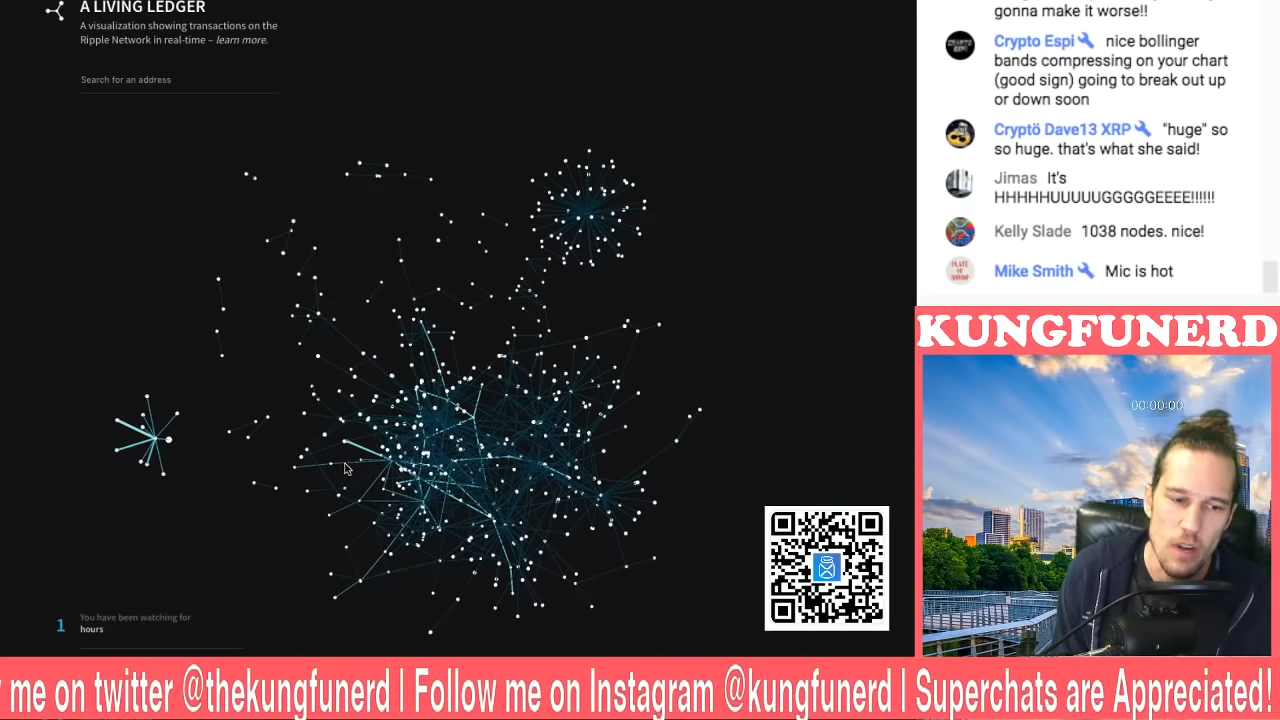 A LIVING LEDGER
A visualization showing transactions on the
Ripple Network in real-time – learn more.
Search for an address
1 You have been watching for
hours
gonna make it worse!!
Crypto Espi nice bollinger
bands compressing on your chart
(good sign) going to break out up
or down soon
Cryptö Dave13 XRP "huge" so
so huge. that's what she said!
Jimas It's
HHHHHUUUUUGGGGGEEEE!!!!!!
Kelly Slade 1038 nodes. nice!
Mike Smith Mic is hot
KUNGFUNERD
00:00:00
me on twitter @thekungfunerd | Follow me on Instagram @kungfunerd | Superchats are Appreciated!